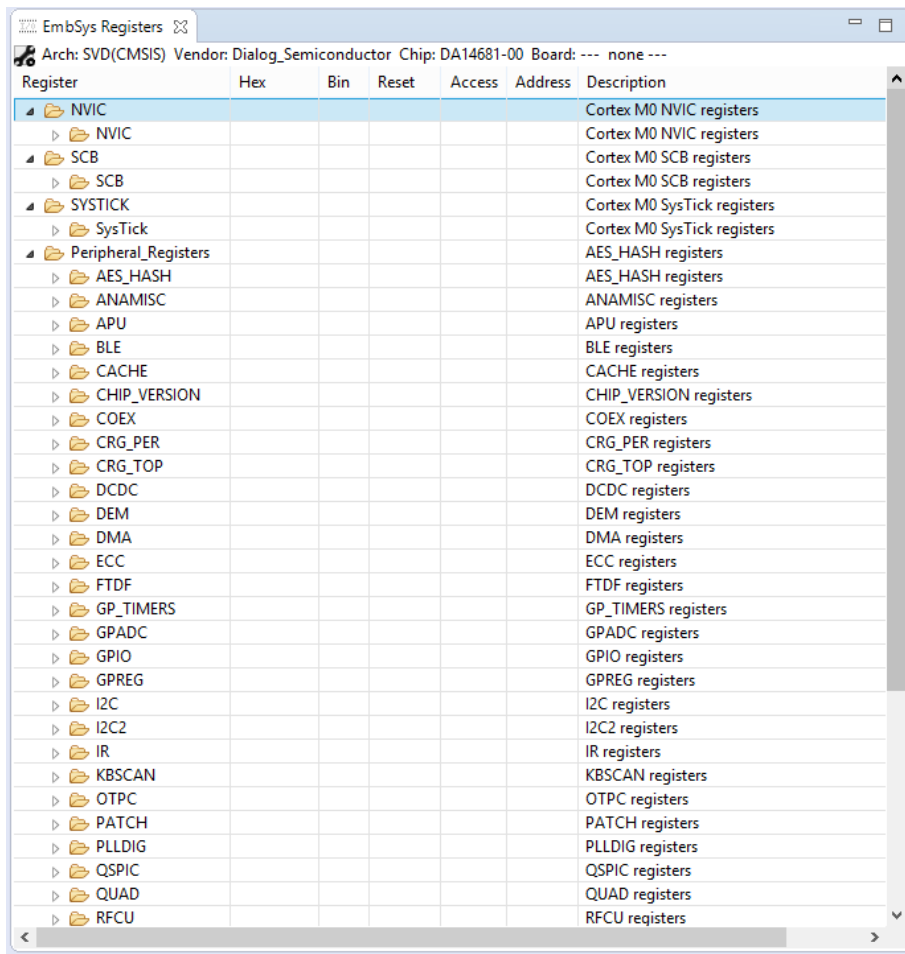 EmbSys Registers
Arch: SVD(CMSIS) Vendor: Dialog_Semiconductor Chip: DA14681-00 Board: --- none ---
Register Hex Bin Reset Access Address Description
NVIC Cortex M0 NVIC registers
NVIC Cortex M0 NVIC registers
SCB Cortex M0 SCB registers
SCB Cortex M0 SCB registers
SYSTICK Cortex M0 SysTick registers
SysTick Cortex M0 SysTick registers
Peripheral_Registers AES_HASH registers
AES_HASH AES_HASH registers
ANAMISC ANAMISC registers
APU APU registers
BLE BLE registers
CACHE CACHE registers
CHIP_VERSION CHIP_VERSION registers
COEX COEX registers
CRG_PER CRG_PER registers
CRG_TOP CRG_TOP registers
DCDC DCDC registers
DEM DEM registers
DMA DMA registers
ECC ECC registers
FTDF FTDF registers
GP_TIMERS GP_TIMERS registers
GPADC GPADC registers
GPIO GPIO registers
GPREG GPREG registers
I2C I2C registers
I2C2 I2C2 registers
IR IR registers
KBSCAN KBSCAN registers
OTPC OTPC registers
PATCH PATCH registers
PLLDIG PLLDIG registers
QSPIC QSPIC registers
QUAD QUAD registers
RFCU RFCU registers